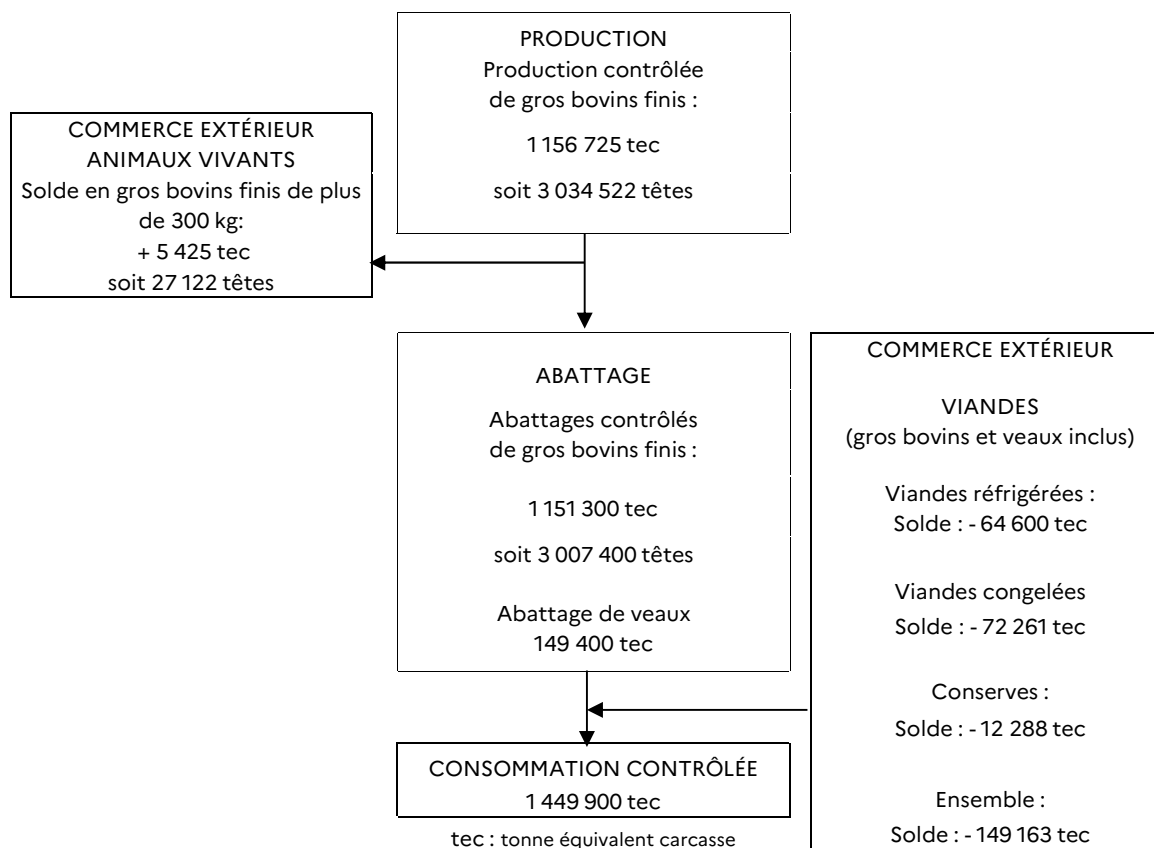 PRODUCTION
Production contrôlée
de gros bovins finis :
1 156 725 tec
soit 3 034 522 têtes
COMMERCE EXTÉRIEUR
ANIMAUX VIVANTS
Solde en gros bovins finis de plus
de 300 kg:
+ 5 425 tec
soit 27 122 têtes
ABATTAGE
Abattages contrôlés
de gros bovins finis :
1 151 300 tec
soit 3 007 400 têtes
Abattage de veaux
149 400 tec
COMMERCE EXTÉRIEUR
VIANDES
(gros bovins et veaux inclus)
Viandes réfrigérées :
Solde : - 64 600 tec
Viandes congelées
Solde : - 72 261 tec
Conserves :
Solde : - 12 288 tec
Ensemble :
Solde : - 149 163 tec
CONSOMMATION CONTRÔLÉE
1 449 900 tec
tec : tonne équivalent carcasse